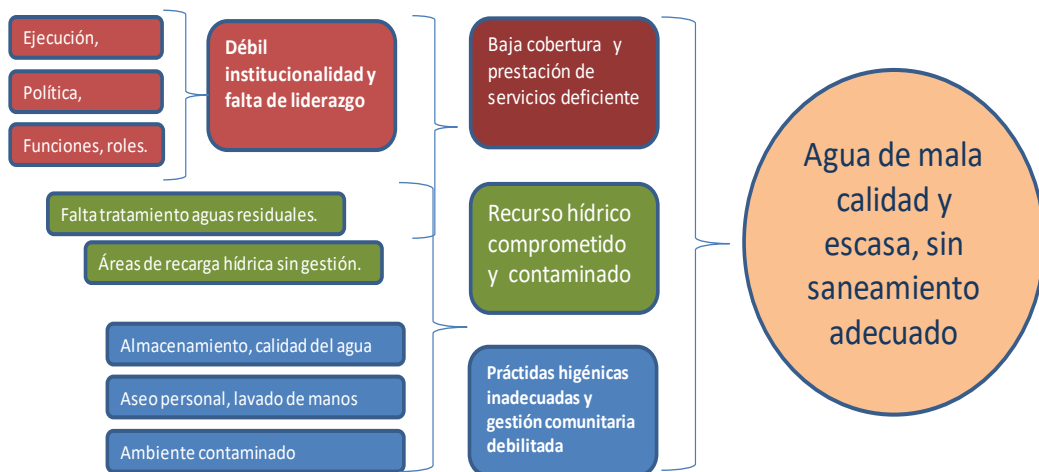 Ejecución,
Política,
Funciones, roles.
Débil
institucionalidad y
falta de liderazgo
Baja cobertura y
prestación de
servicios deficiente
Falta tratamiento aguas residuales.
Áreas de recarga hídrica sin gestión.
Recurso hídrico
comprometido
y contaminado
Almacenamiento, calidad del agua
Aseo personal, lavado de manos
Ambiente contaminado
Práctidas higénicas
inadecuadas y
gestión comunitaria
debilitada
Agua de mala
calidad y
escasa, sin
saneamiento
adecuado